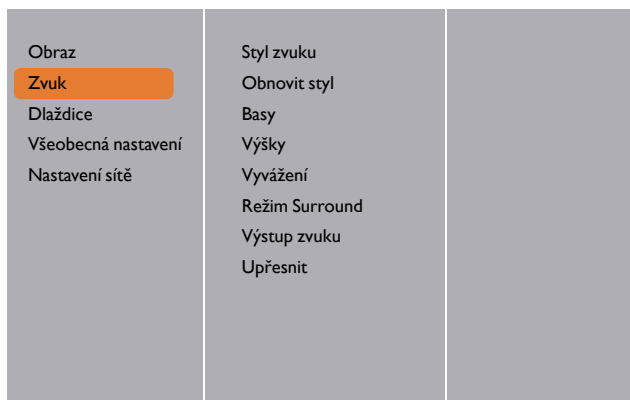 Obraz
Zvuk
Dlaždice
Všeobecná nastavení
Nastavení sítě
Styl zvuku
Obnovit styl
Basy
Výšky
Vyvážení
Režim Surround
Výstup zvuku
Upřesnit